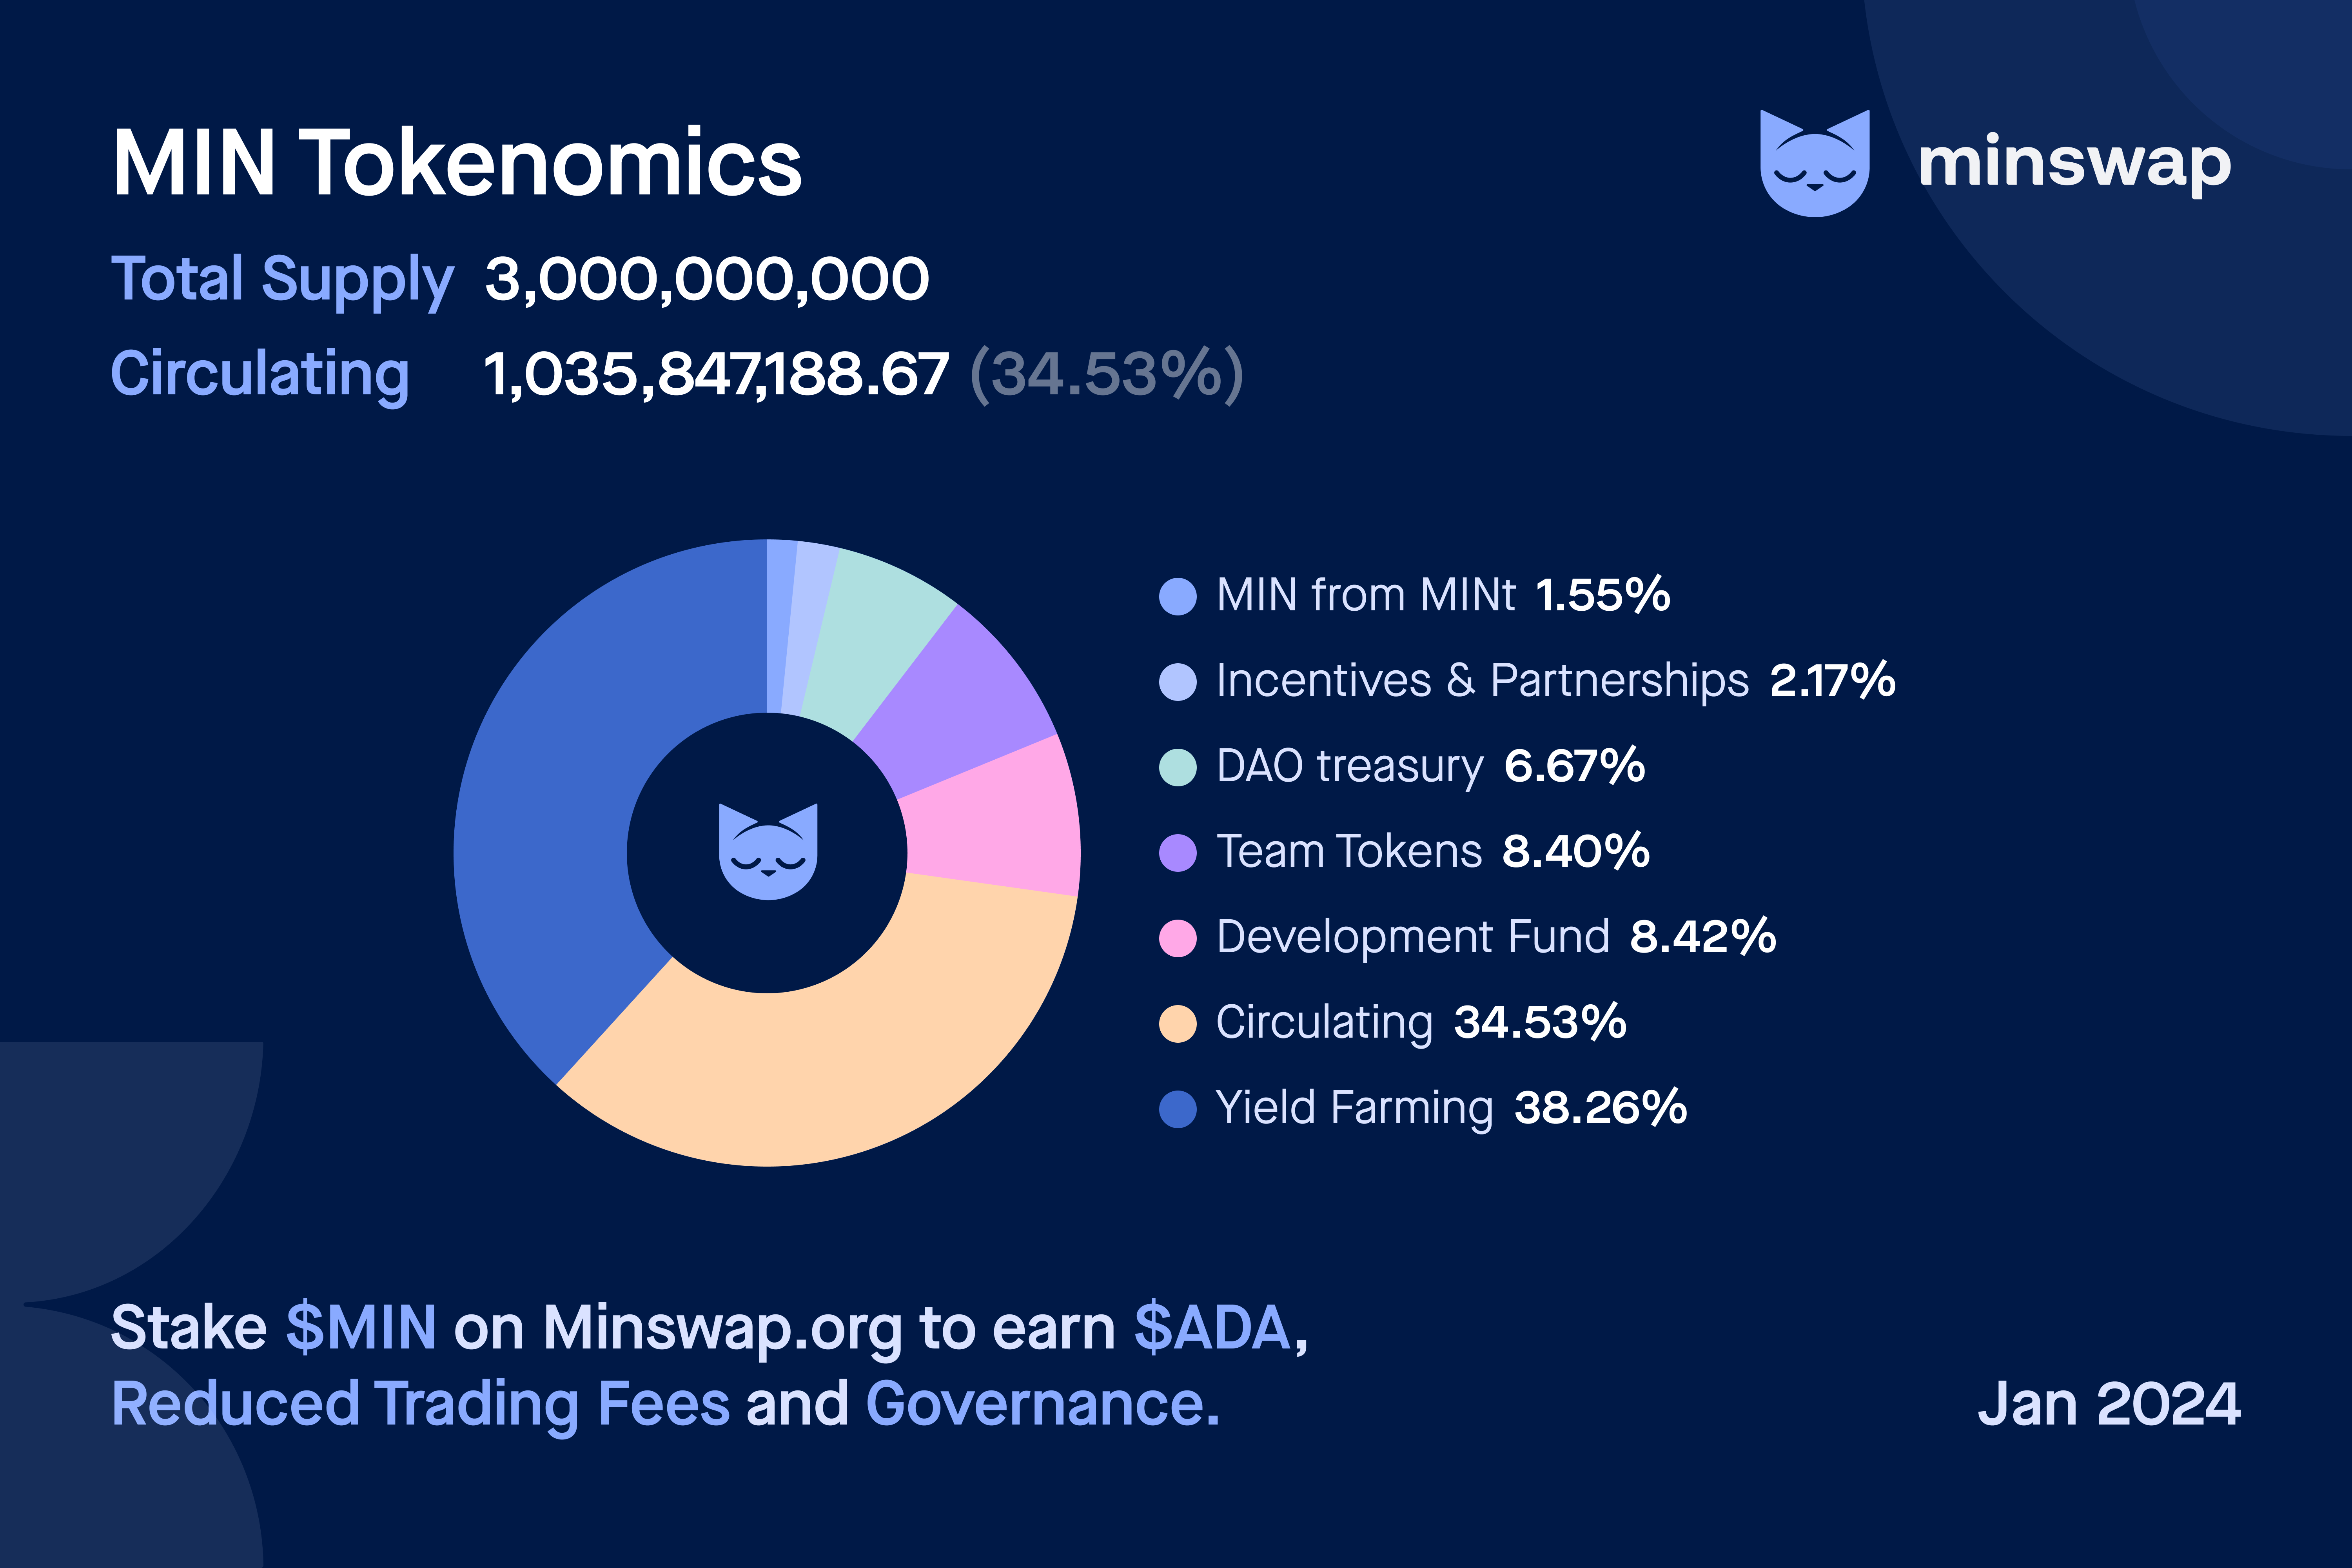 MIN Tokenomics
minswap
Total Supply 3,000,000,000
Circulating 1,035,847,188.67 (34.53%)
MIN from MINt 1.55%
Incentives & Partnerships 2.17%
DAO treasury 6.67%
Team Tokens 8.40%
Development Fund 8.42%
Circulating 34.53%
Yield Farming 38.26%
Stake $MIN on Minswap.org to earn $ADA,
Reduced Trading Fees and Governance.
Jan 2024